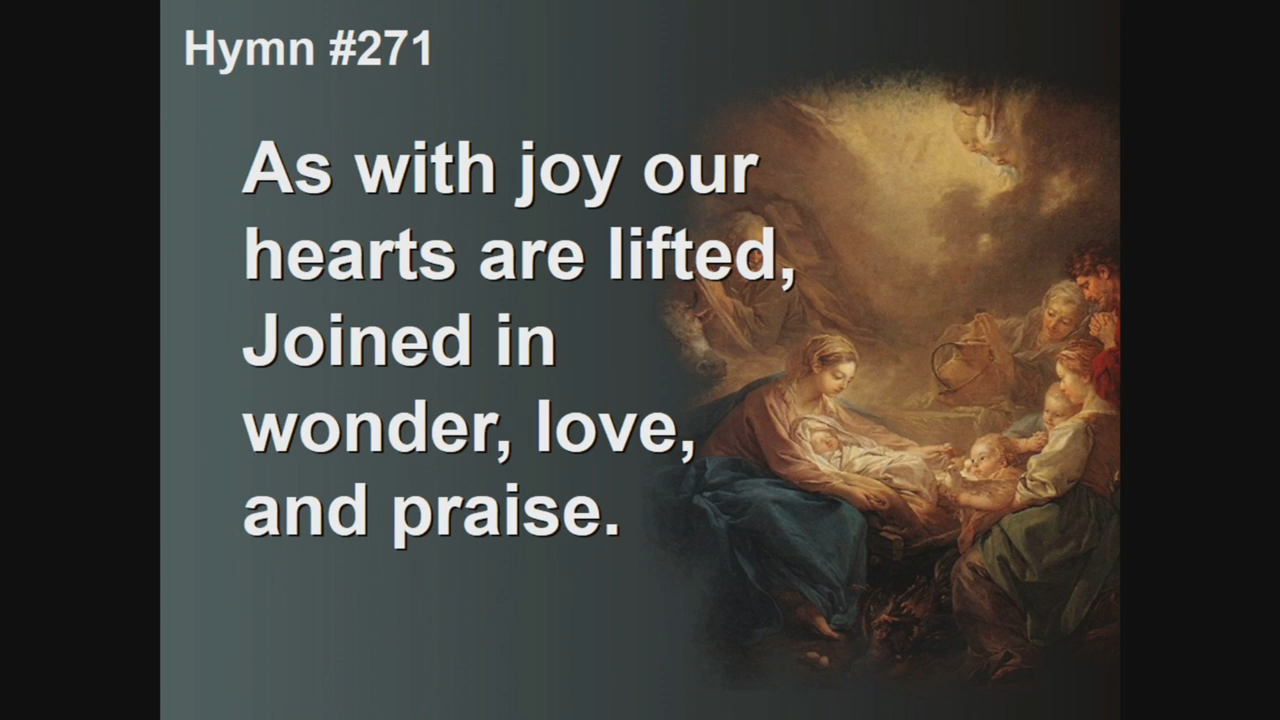 Hymn #271
As with joy our
hearts are lifted,
Joined in
wonder, love,
and praise.